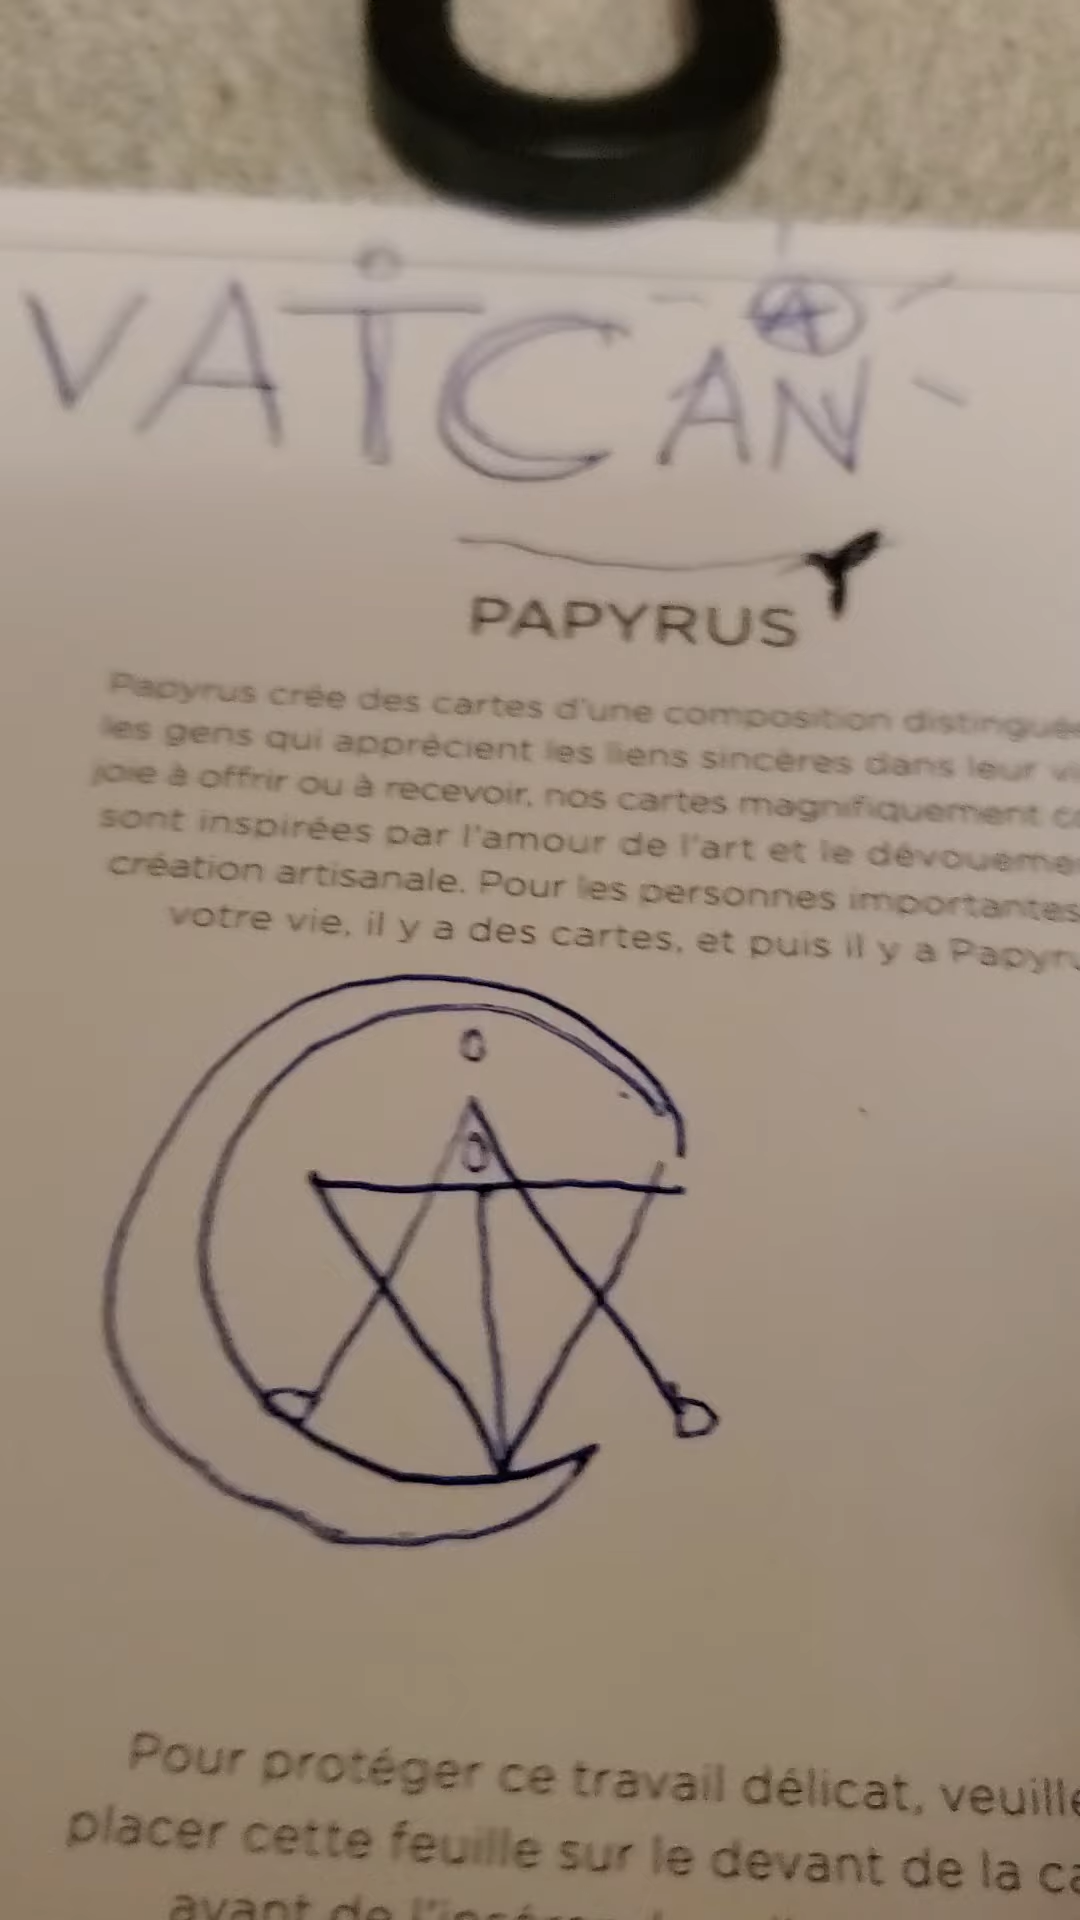 VATCAN
PAPYRUS
Papyrus crée des cartes d'une composition
les gens qui apprécient les liens sincères dans leur
joie à offrir ou à recevoir, nos cartes magnifiquement
sont inspirées par l'amour de l'art et le
création artisanale. Pour les personnes importantes
votre vie, il y a des cartes, et puis il y a
Pour protéger ce travail délicat,
placer cette feuille sur le devant de la
avant de